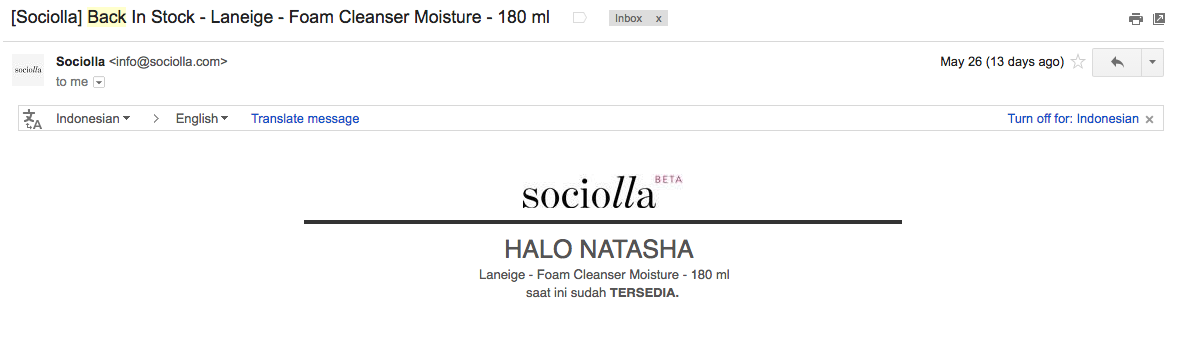 [Sociolla] Back In Stock - Laneige - Foam Cleanser Moisture - 180 ml Inbox x
sociolla
Sociolla <info@sociolla.com> May 26 (13 days ago)
to me
文A Indonesian > English Translate message Turn off for: Indonesian ×
sociolla BETA
HALO NATASHA
Laneige - Foam Cleanser Moisture - 180 ml
saat ini sudah TERSEDIA.